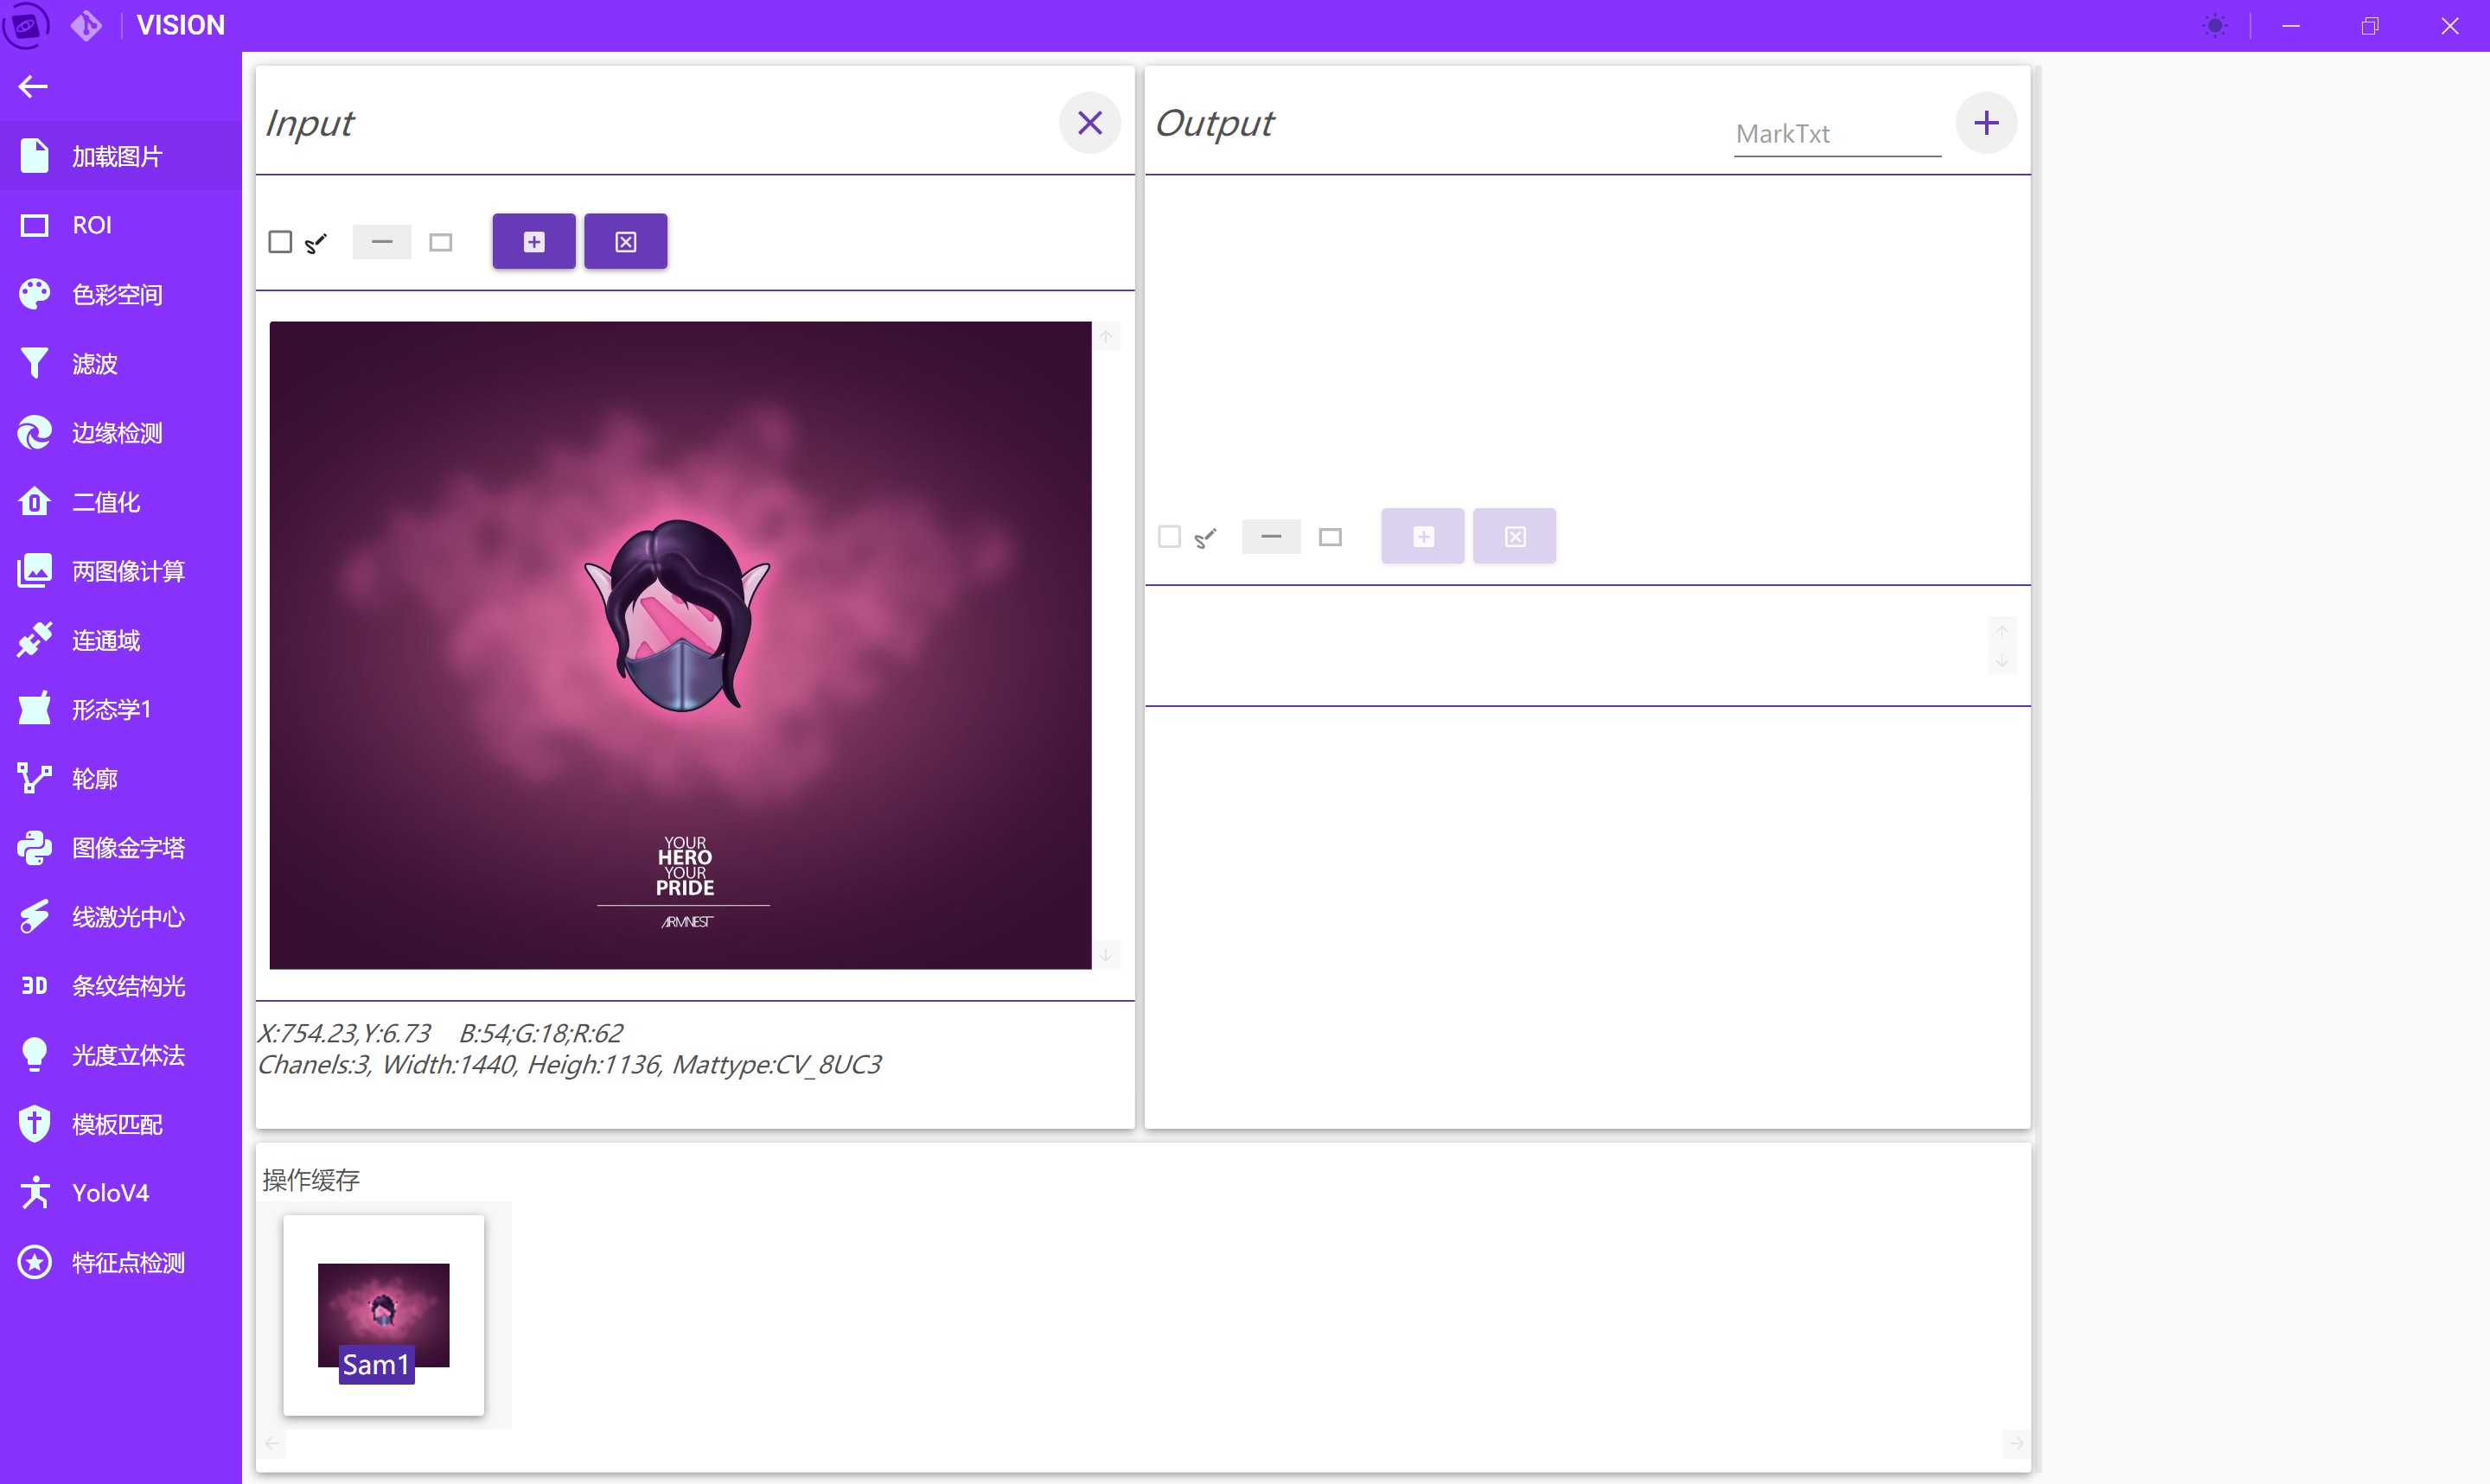 VISION
加载图片
ROI
色彩空间
滤波
边缘检测
二值化
两图像计算
连通域
形态学1
轮廓
图像金字塔
线激光中心
3D 条纹结构光
光度立体法
模板匹配
YoloV4
特征点检测
Input
YOUR
HERO
YOUR
PRIDE
ARMNEST
X:754.23,Y:6.73 B:54;G:18;R:62
Chanels:3, Width:1440, Heigh:1136, Mattype:CV_8UC3
Output
MarkTxt
操作缓存
Sam1